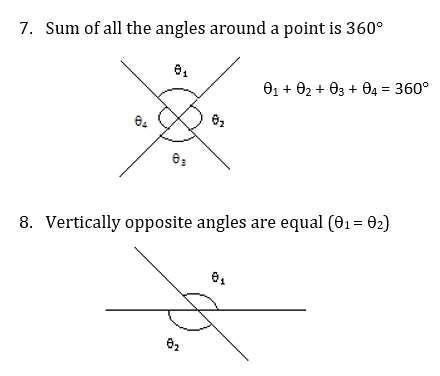 7. Sum of all the angles around a point is 360°
θ₁
θ₁ + θ₂ + θ₃ + θ₄ = 360°
θ₄
θ₂
θ₃
8. Vertically opposite angles are equal (θ₁ = θ₂)
θ₁
θ₂